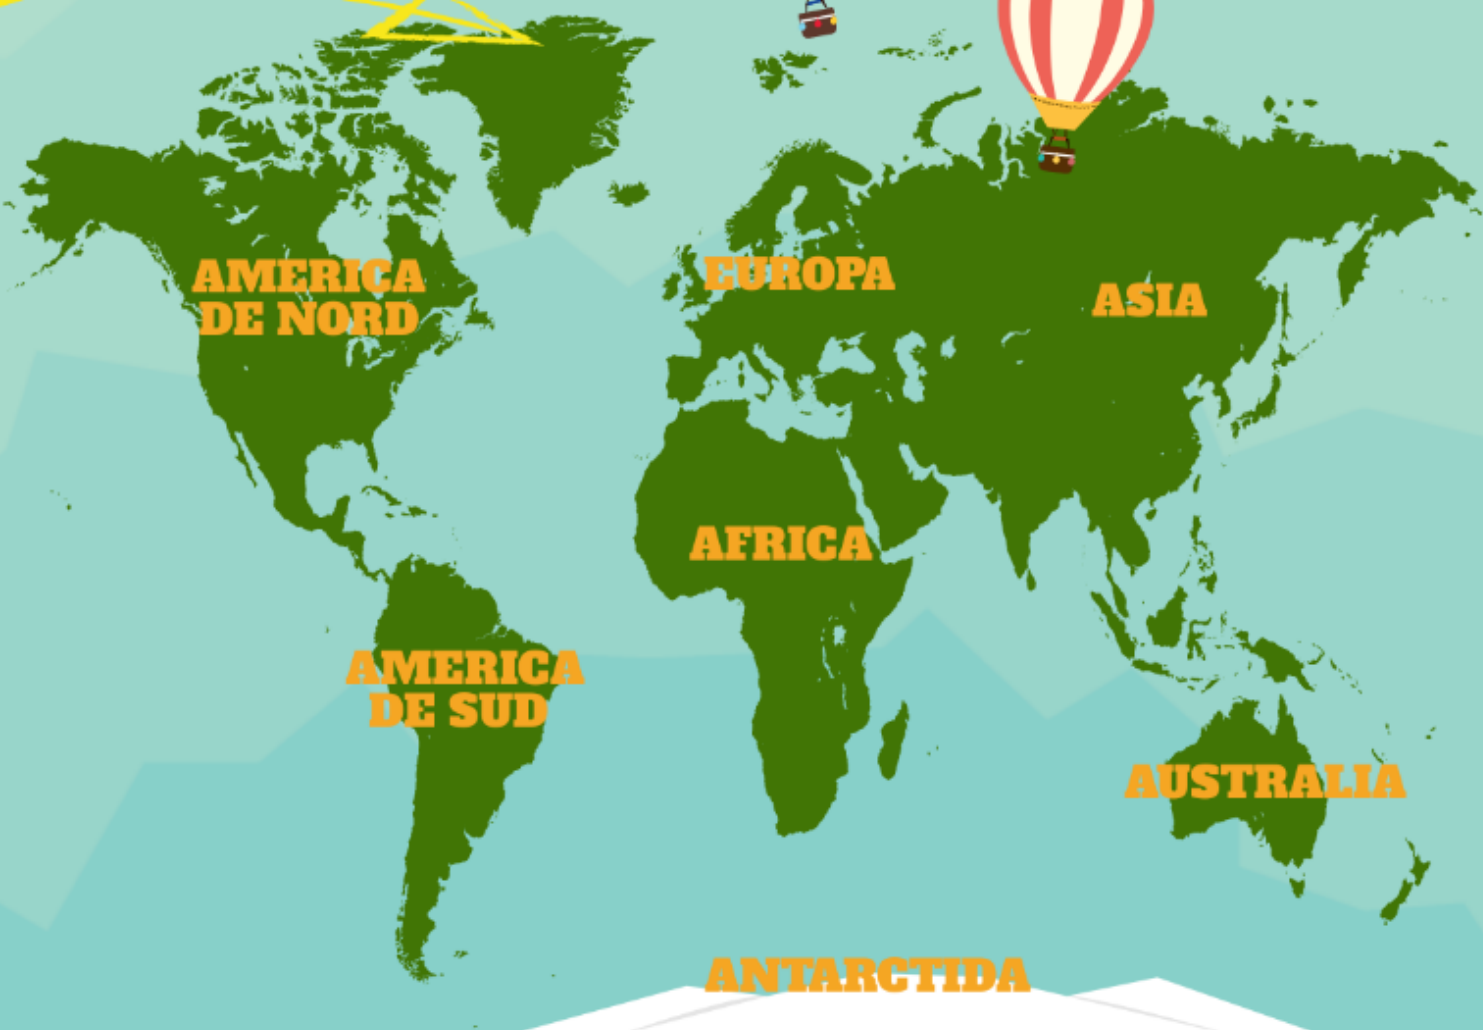 AMERICA
DE NORD
EUROPA
ASIA
AFRICA
AMERICA
DE SUD
AUSTRALIA
ANTARCTIDA